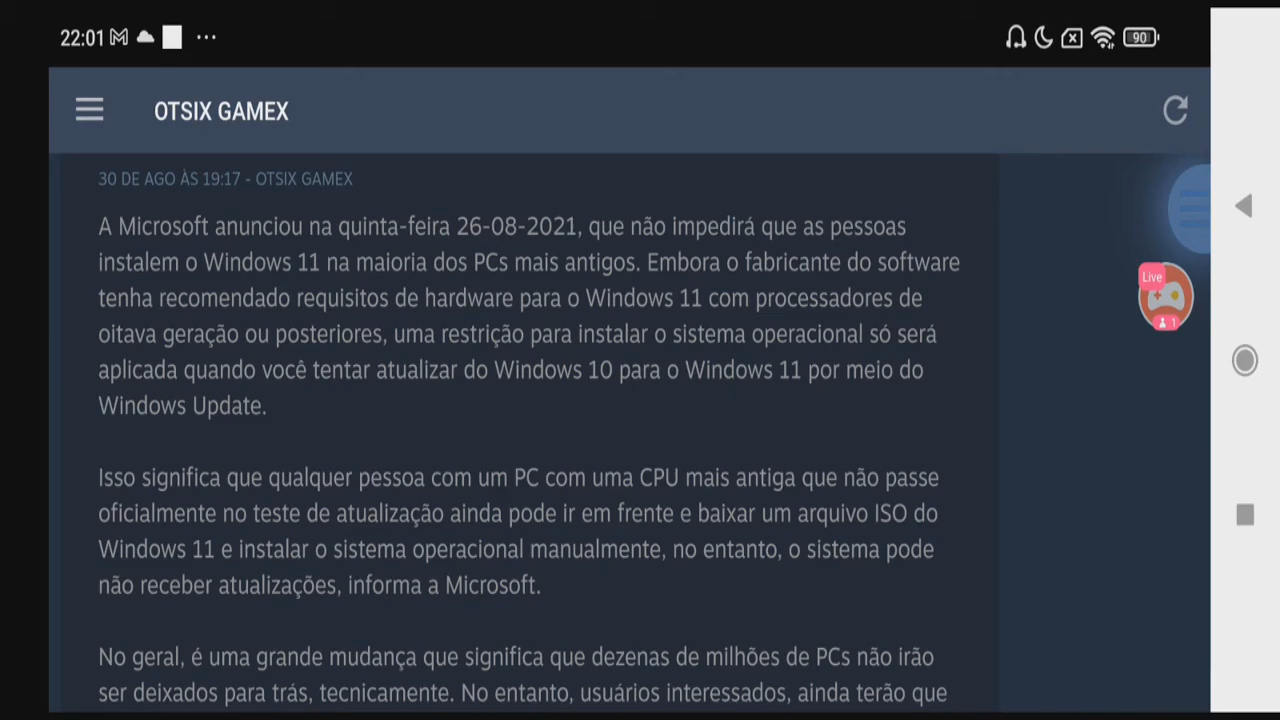 22:01
90
OTSIX GAMEX
30 DE AGO ÀS 19:17 - OTSIX GAMEX
A Microsoft anunciou na quinta-feira 26-08-2021, que não impedirá que as pessoas
instalem o Windows 11 na maioria dos PCs mais antigos. Embora o fabricante do software
tenha recomendado requisitos de hardware para o Windows 11 com processadores de
oitava geração ou posteriores, uma restrição para instalar o sistema operacional só será
aplicada quando você tentar atualizar do Windows 10 para o Windows 11 por meio do
Windows Update.
Live
1
Isso significa que qualquer pessoa com um PC com uma CPU mais antiga que não passe
oficialmente no teste de atualização ainda pode ir em frente e baixar um arquivo ISO do
Windows 11 e instalar o sistema operacional manualmente, no entanto, o sistema pode
não receber atualizações, informa a Microsoft.
No geral, é uma grande mudança que significa que dezenas de milhões de PCs não irão
ser deixados para trás, tecnicamente. No entanto, usuários interessados, ainda terão que